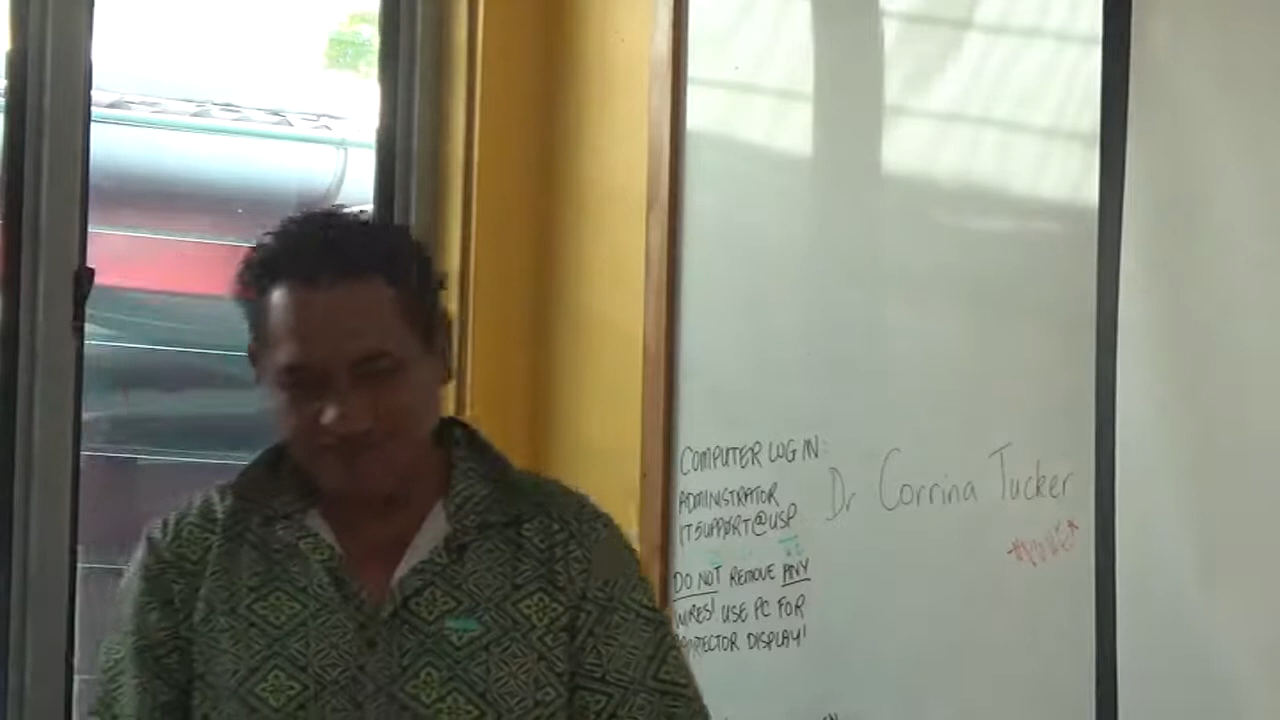 COMPUTER LOG IN:
ADMINISTRATOR
ITSUPPORT@USP
DO NOT REMOVE ANY
WIRES! USE PC FOR
PROJECTOR DISPLAY!
Dr Corrina Tucker